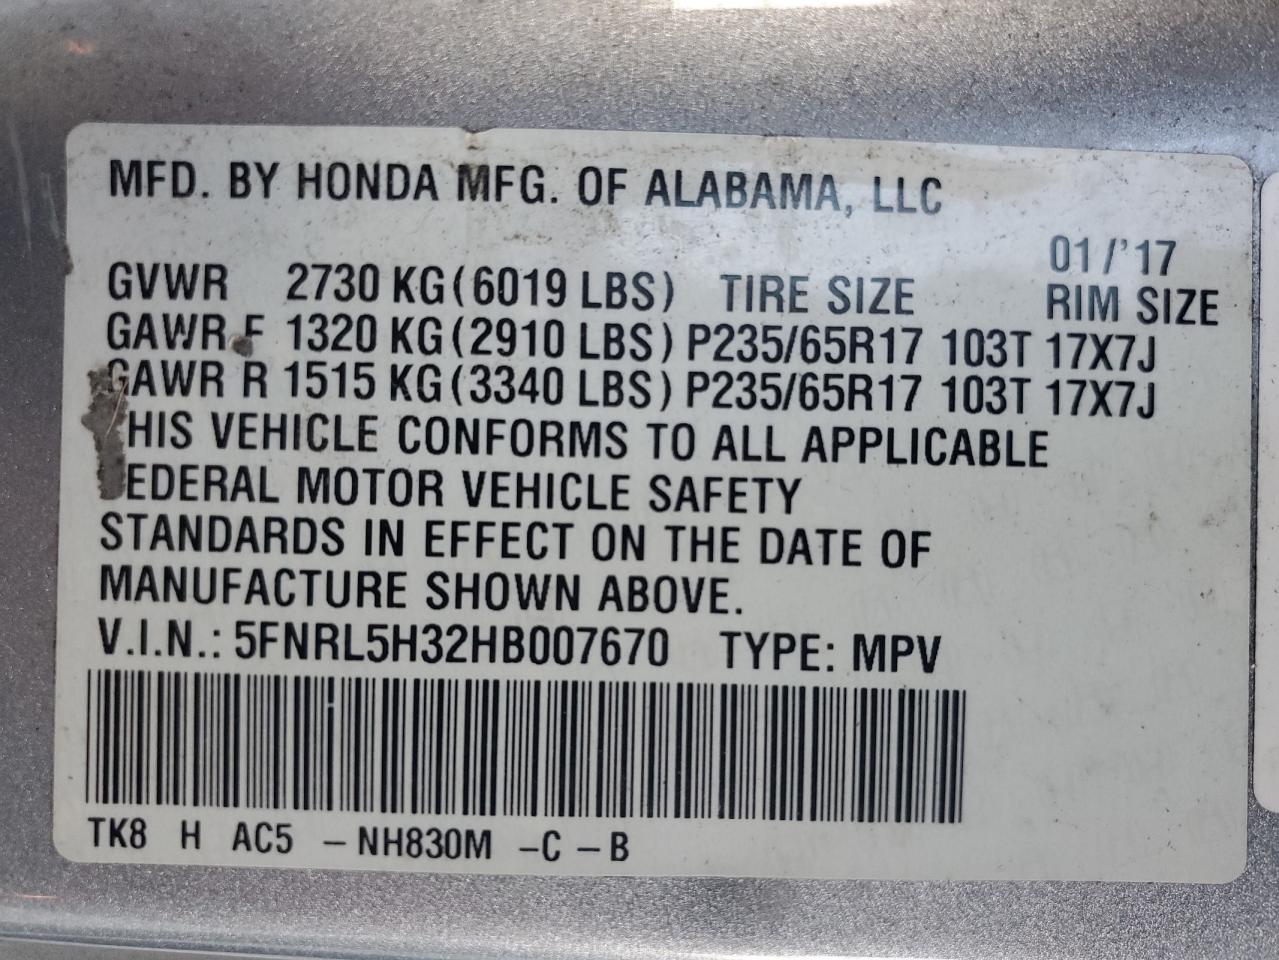 MFD. BY HONDA MFG. OF ALABAMA, LLC
01/'17
GVWR 2730 KG(6019 LBS) TIRE SIZE RIM SIZE
GAWR F 1320 KG(2910 LBS) P235/65R17 103T 17X7J
GAWR R 1515 KG(3340 LBS) P235/65R17 103T 17X7J
THIS VEHICLE CONFORMS TO ALL APPLICABLE
FEDERAL MOTOR VEHICLE SAFETY
STANDARDS IN EFFECT ON THE DATE OF
MANUFACTURE SHOWN ABOVE.
V.I.N.: 5FNRL5H32HB007670 TYPE: MPV
TK8 H AC5 -NH830M -C -B